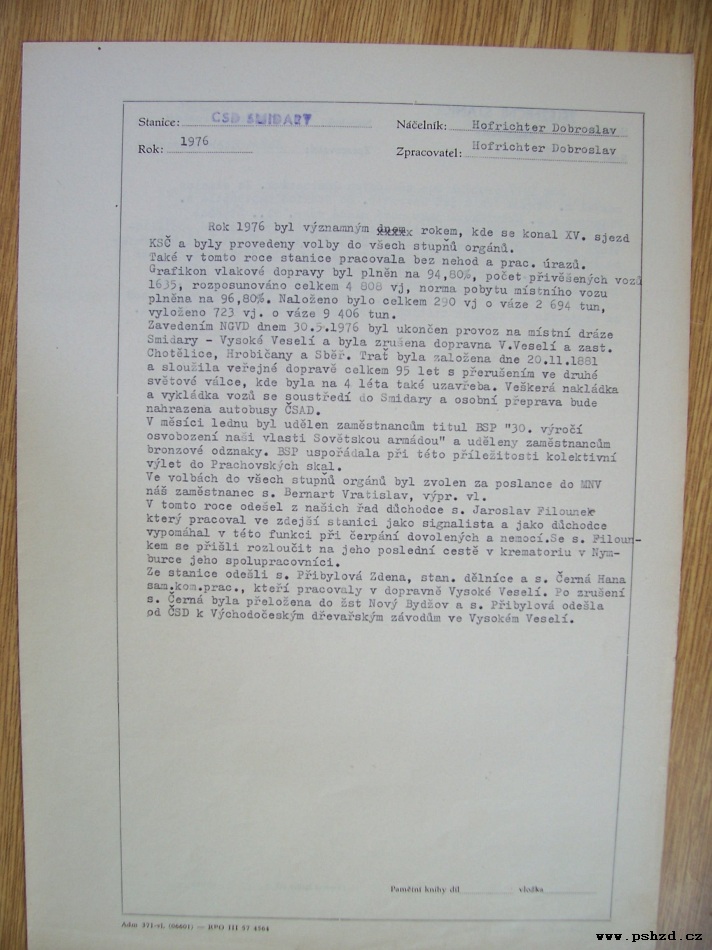 Stanice: ČSD SMIDARY Náčelník: Hofrichter Dobroslav
Rok: 1976 Zpracovatel: Hofrichter Dobroslav
Rok 1976 byl významným rokem, kde se konal XV. sjezd
KSČ a byly provedeny volby do všech stupňů orgánů.
Také v tomto roce stanice pracovala bez nehod a prac. úrazů.
Grafikon vlakové dopravy byl plněn na 94,80%, počet přivěšených vozů
1635, rozposunováno celkem 4 808 vj, norma pobytu místního vozu
plněna na 96,80%. Naloženo bylo celkem 290 vj o váze 2 694 tun,
vyloženo 723 vj. o váze 9 406 tun.
Zavedením NGVD dnem 30.5.1976 byl ukončen provoz na místní dráze
Smidary - Vysoké Veselí a byla zrušena dopravna V.Veselí a zast.
Chotělice, Hrobičany a Sběř. Trať byla založena dne 20.11.1881
a sloužila veřejné dopravě celkem 95 let s přerušením ve druhé
světové válce, kde byla na 4 léta také uzavřeba. Veškerá nakládka
a vykládka vozů se soustředí do Smidary a osobní přeprava bude
nahrazena autobusy ČSAD.
V měsíci lednu byl udělen zaměstnancům titul BSP "30. výročí
osvobození naší vlasti Sovětskou armádou" a uděleny zaměstnancům
bronzové odznaky. BSP uspořádala při této příležitosti kolektivní
výlet do Prachovských skal.
Ve volbách do všech stupňů orgánů byl zvolen za poslance do MNV
náš zaměstnanec s. Bernart Vratislav, výpr. vl.
V tomto roce odešel z našich řad důchodce s. Jaroslav Filounek
který pracoval ve zdejší stanici jako signalista a jako důchodce
vypomáhal v této funkci při čerpání dovolených a nemocí.Se s. Filoun-
kem se přišli rozloučit na jeho poslední cestě v krematoriu v Nym-
burce jeho spolupracovníci.
Ze stanice odešli s. Přibylová Zdena, stan. dělnice a s. Černá Hana
sam.kom.prac., kteří pracovaly v dopravně Vysoké Veselí. Po zrušení
s. Černá byla přeložena do žst Nový Bydžov a s. Přibylová odešla
od ČSD k Východočeským dřevařským závodům ve Vysokém Veselí.
Pamětní knihy díl vložka
Adm 371-vl. (06601) — RPO III 57 4504
www.pshzd.cz